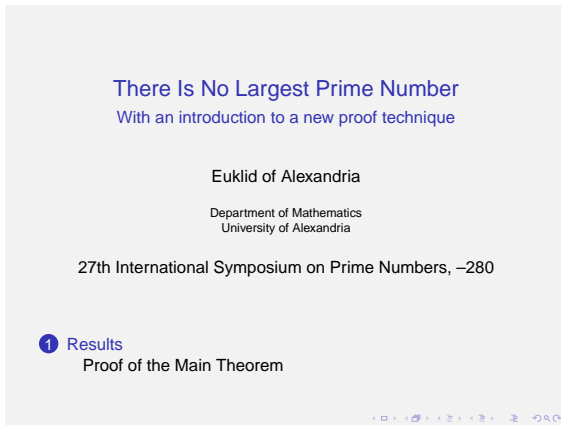 There Is No Largest Prime Number
With an introduction to a new proof technique
Euklid of Alexandria
Department of Mathematics
University of Alexandria
27th International Symposium on Prime Numbers, –280
1 Results
Proof of the Main Theorem